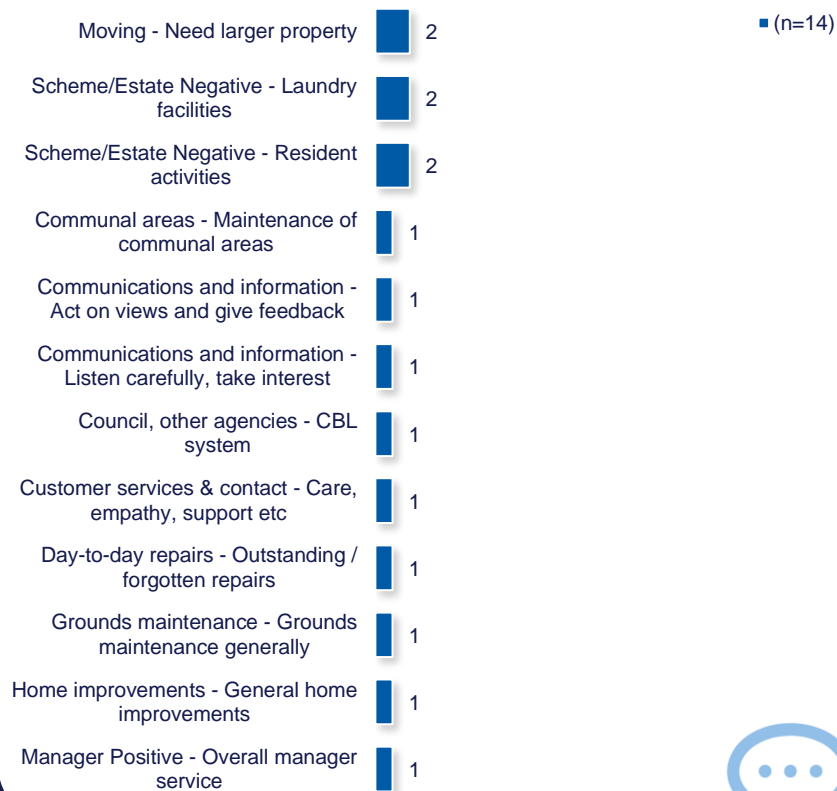 Moving - Need larger property
2
(n=14)
Scheme/Estate Negative - Laundry
facilities
2
Scheme/Estate Negative - Resident
activities
2
Communal areas - Maintenance of
communal areas
1
Communications and information -
Act on views and give feedback
1
Communications and information -
Listen carefully, take interest
1
Council, other agencies - CBL
system
1
Customer services & contact - Care,
empathy, support etc
1
Day-to-day repairs - Outstanding /
forgotten repairs
1
Grounds maintenance - Grounds
maintenance generally
1
Home improvements - General home
improvements
1
Manager Positive - Overall manager
service
1